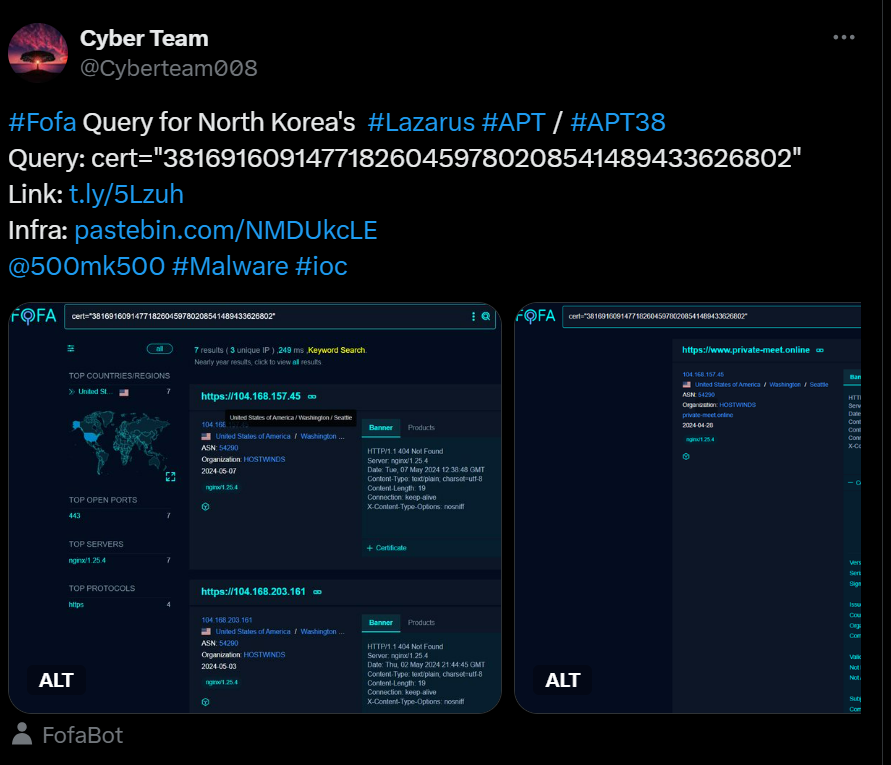 Cyber Team
@Cyberteam008
#Fofa Query for North Korea's #Lazarus #APT / #APT38
Query: cert="381691609147718260459780208541489433626802"
Link: t.ly/5Lzuh
Infra: pastebin.com/NMDUkcLE
@500mk500 #Malware #ioc
FOFA
cert="381691609147718260459780208541489433626802"
all
7 results ( 3 unique IP ) ,249 ms ,Keyword Search.
Nearly year results, click to view all results
TOP COUNTRIES/REGIONS
United St... 7
TOP OPEN PORTS
443 7
TOP SERVERS
nginx/1.25.4 7
TOP PROTOCOLS
https 4
https://104.168.157.45
United States of America / Washington / Seattle
United States of America / Washington ...
ASN: 54290
Organization: HOSTWINDS
2024-05-07
nginx/1.25.4
Banner Products
HTTP/1.1 404 Not Found
Server: nginx/1.25.4
Date: Tue, 07 May 2024 12:38:48 GMT
Content-Type: text/plain; charset=utf-8
Content-Length: 19
Connection: keep-alive
X-Content-Type-Options: nosniff
+ Certificate
https://104.168.203.161
104.168.203.161
United States of America / Washington ...
ASN: 54290
Organization: HOSTWINDS
2024-05-03
nginx/1.25.4
Banner Products
HTTP/1.1 404 Not Found
Server: nginx/1.25.4
Date: Thu, 02 May 2024 21:44:45 GMT
Content-Type: text/plain; charset=utf-8
Content-Length: 19
Connection: keep-alive
X-Content-Type-Options: nosniff
ALT
FOFA
cert="381691609147718260459780208541489433626802"
https://www.private-meet.online
104.168.157.45
United States of America / Washington / Seattle
ASN: 54290
Organization: HOSTWINDS
private-meet.online
2024-04-28
nginx/1.25.4
ALT
FofaBot